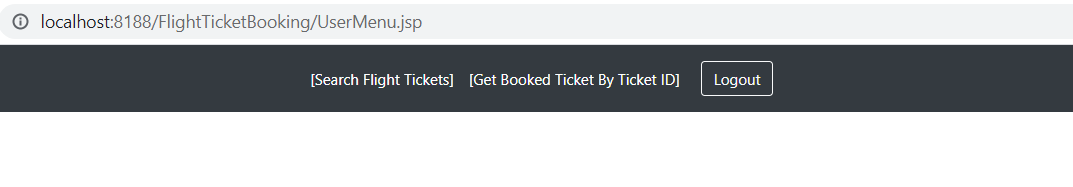 localhost:8188/FlightTicketBooking/UserMenu.jsp
[Search Flight Tickets] [Get Booked Ticket By Ticket ID] Logout